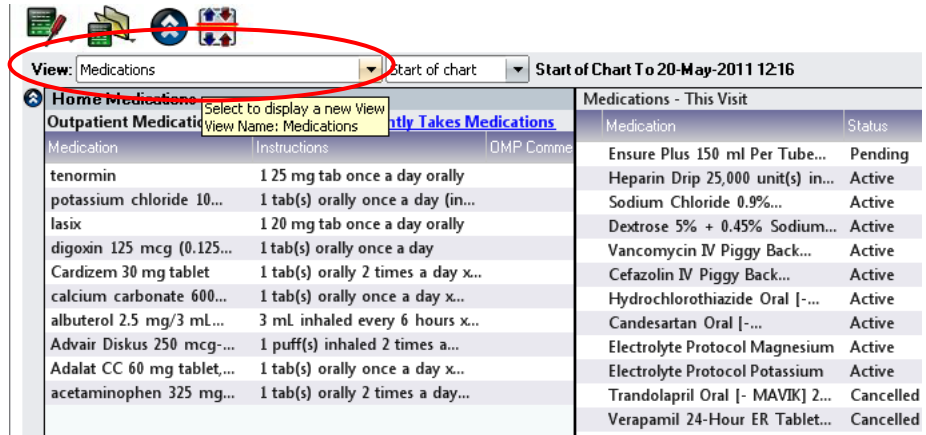 View: Medications Start of chart Start of Chart To 20-May-2011 12:16
Home Medications
Select to display a new View
View Name: Medications
Outpatient Medicatio ntly Takes Medications
Medication Instructions OMP Comme
tenormin 1 25 mg tab once a day orally
potassium chloride 10... 1 tab(s) orally once a day (in...
lasix 1 20 mg tab once a day orally
digoxin 125 mcg (0.125... 1 tab(s) orally once a day
Cardizem 30 mg tablet 1 tab(s) orally 2 times a day x...
calcium carbonate 600... 1 tab(s) orally once a day x...
albuterol 2.5 mg/3 mL... 3 mL inhaled every 6 hours x...
Advair Diskus 250 mcg-... 1 puff(s) inhaled 2 times a...
Adalat CC 60 mg tablet,... 1 tab(s) orally once a day x...
acetaminophen 325 mg... 1 tab(s) orally 2 times a day...
Medications - This Visit
Medication Status
Ensure Plus 150 ml Per Tube... Pending
Heparin Drip 25,000 unit(s) in... Active
Sodium Chloride 0.9%... Active
Dextrose 5% + 0.45% Sodium... Active
Vancomycin IV Piggy Back... Active
Cefazolin IV Piggy Back... Active
Hydrochlorothiazide Oral [-... Active
Candesartan Oral [-... Active
Electrolyte Protocol Magnesium Active
Electrolyte Protocol Potassium Active
Trandolapril Oral [- MAVIK] 2... Cancelled
Verapamil 24-Hour ER Tablet... Cancelled